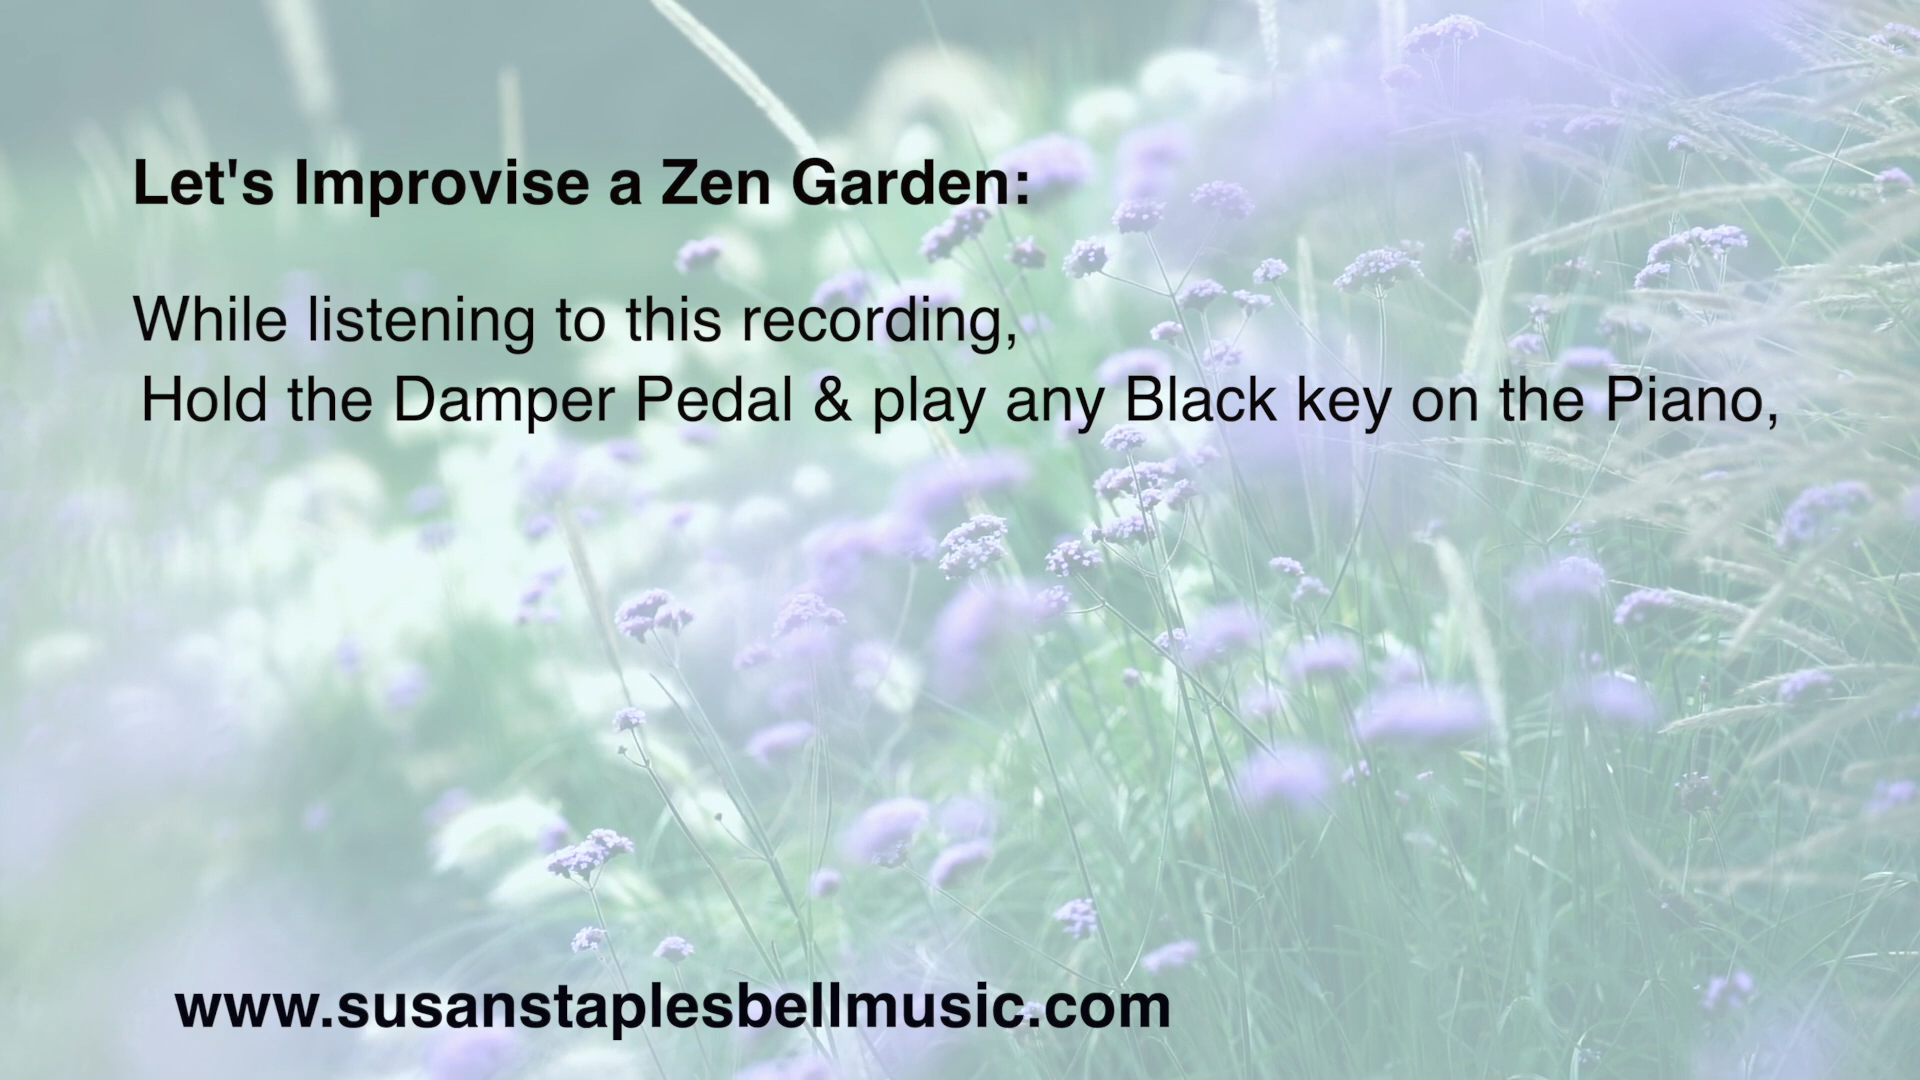 Let's Improvise a Zen Garden:
While listening to this recording,
Hold the Damper Pedal & play any Black key on the Piano,
www.susanstaplesbellmusic.com